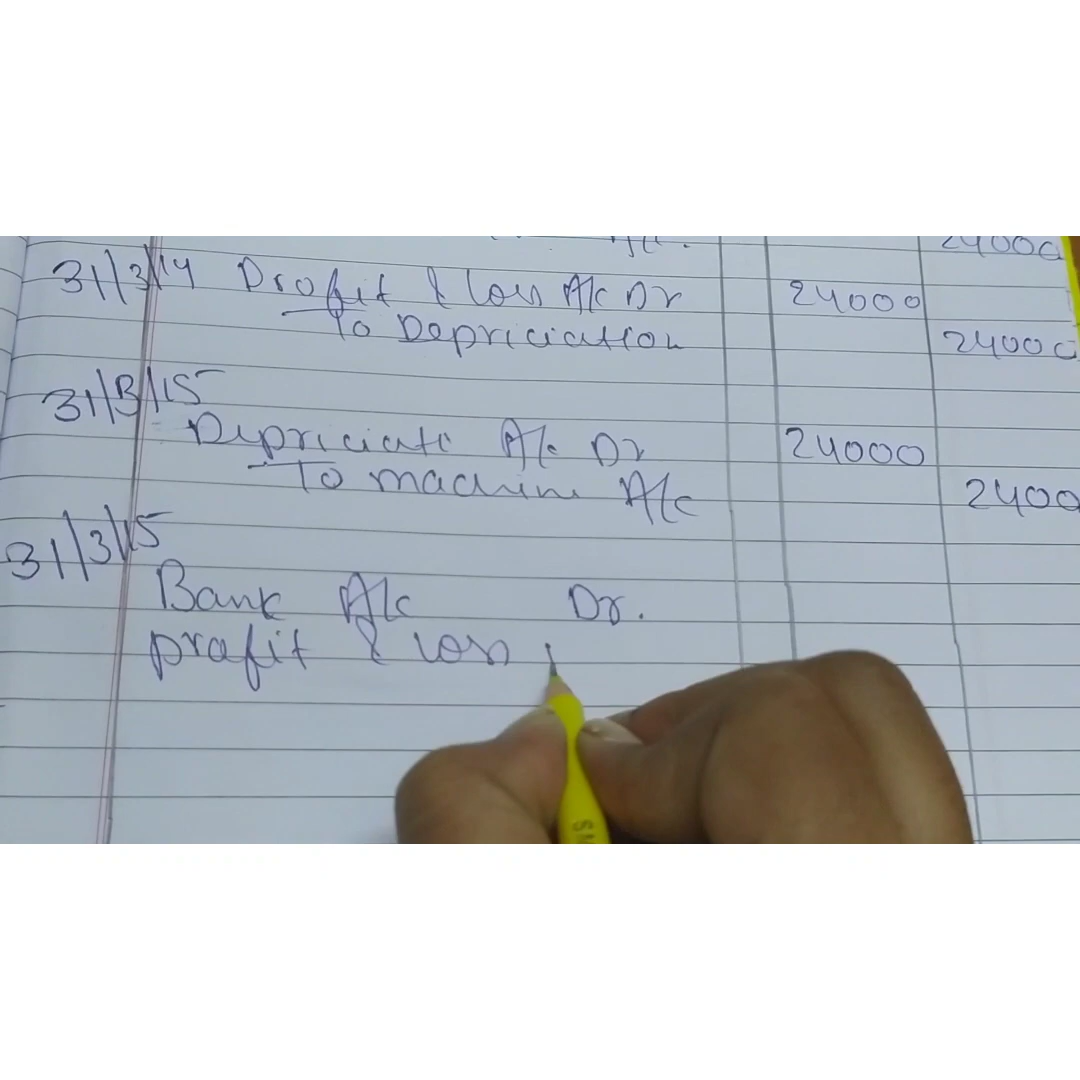 24000
31/3/14 Profit & loss A/c Dr 24000
To Depriciation 24000
31/3/15
Depriciate A/c Dr 24000
To machine A/c 2400
31/3/15
Bank A/c Dr.
profit & loss